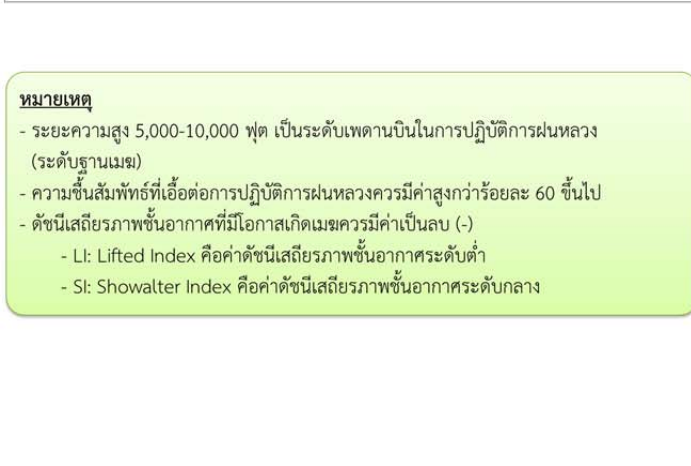 หมายเหตุ
- ระยะความสูง 5,000-10,000 ฟุต เป็นระดับเพดานบินในการปฏิบัติการฝนหลวง
(ระดับฐานเมฆ)
- ความชื้นสัมพัทธ์ที่เอื้อต่อการปฏิบัติการฝนหลวงควรมีค่าสูงกว่าร้อยละ 60 ขึ้นไป
- ดัชนีเสถียรภาพชั้นอากาศที่มีโอกาสเกิดเมฆควรมีค่าเป็นลบ (-)
- LI: Lifted Index คือค่าดัชนีเสถียรภาพชั้นอากาศระดับต่ำ
- SI: Showalter Index คือค่าดัชนีเสถียรภาพชั้นอากาศระดับกลาง